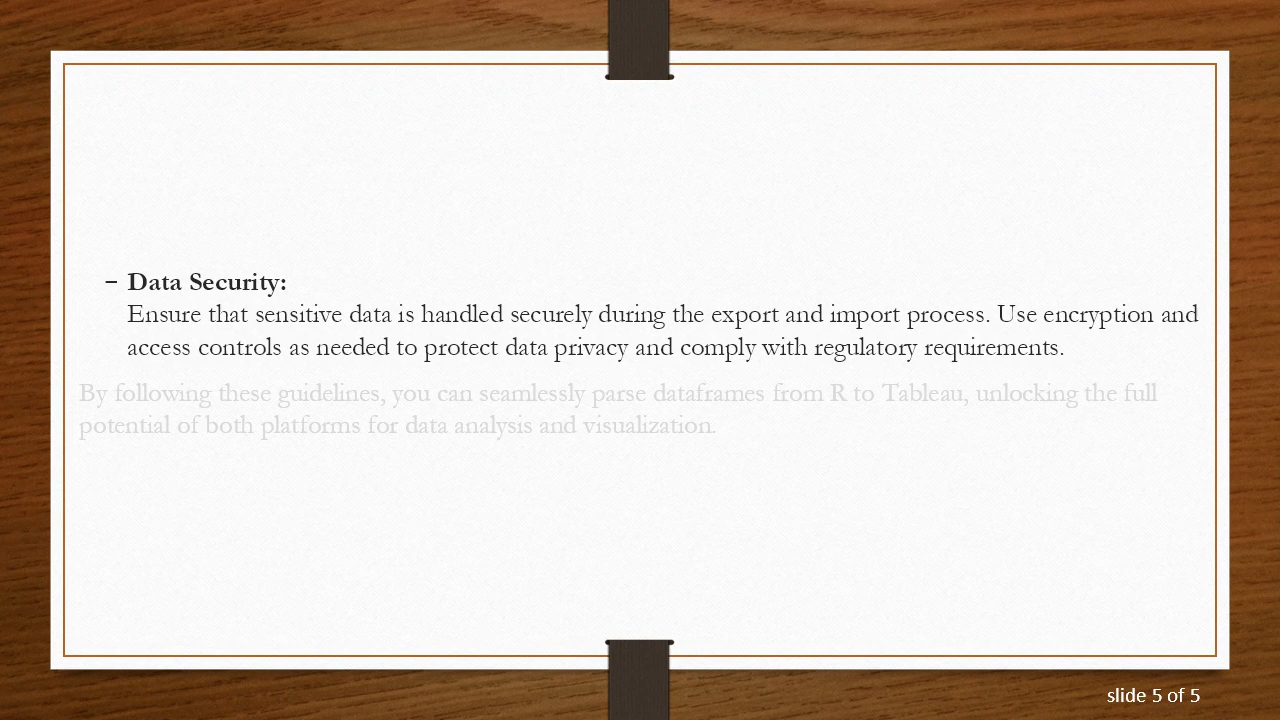 – Data Security:
Ensure that sensitive data is handled securely during the export and import process. Use encryption and
access controls as needed to protect data privacy and comply with regulatory requirements.
By following these guidelines, you can seamlessly parse dataframes from R to Tableau, unlocking the full
potential of both platforms for data analysis and visualization.
slide 5 of 5